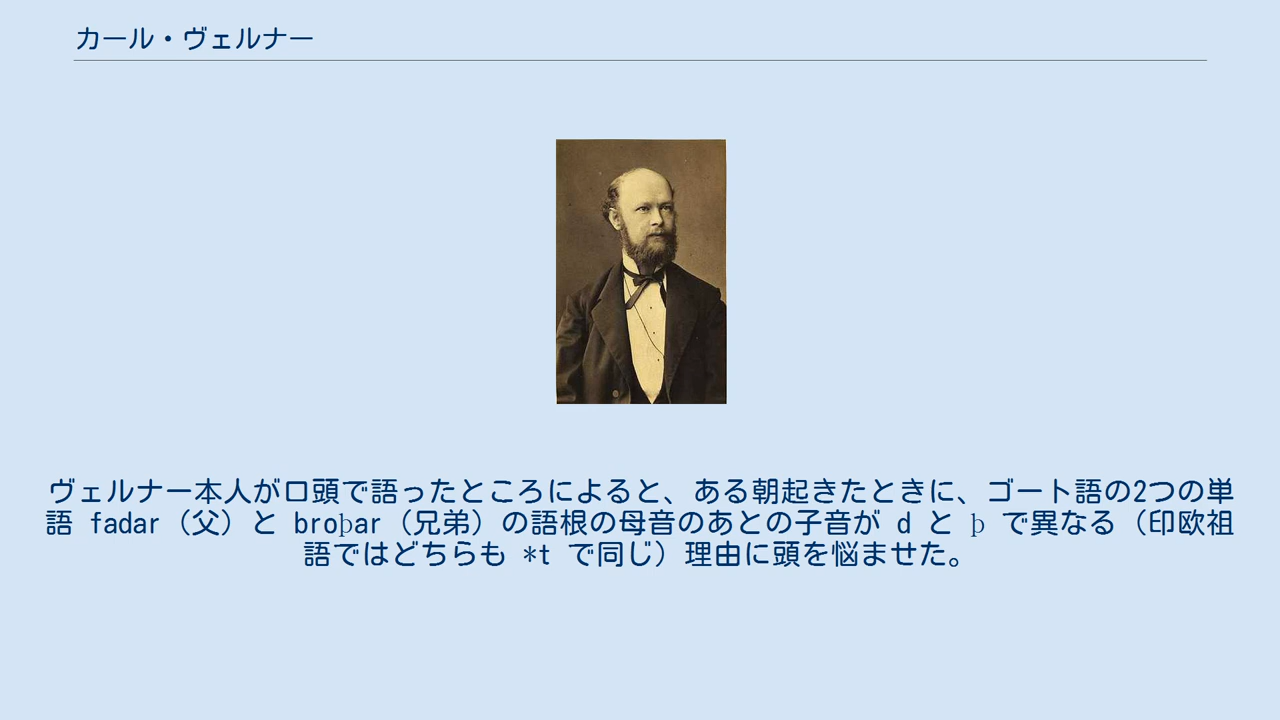 カール・ヴェルナー
ヴェルナー本人が口頭で語ったところによると、ある朝起きたときに、ゴート語の2つの単
語 fadar（父）と broþar（兄弟）の語根の母音のあとの子音が d と þ で異なる（印欧祖
語ではどちらも *t で同じ）理由に頭を悩ませた。